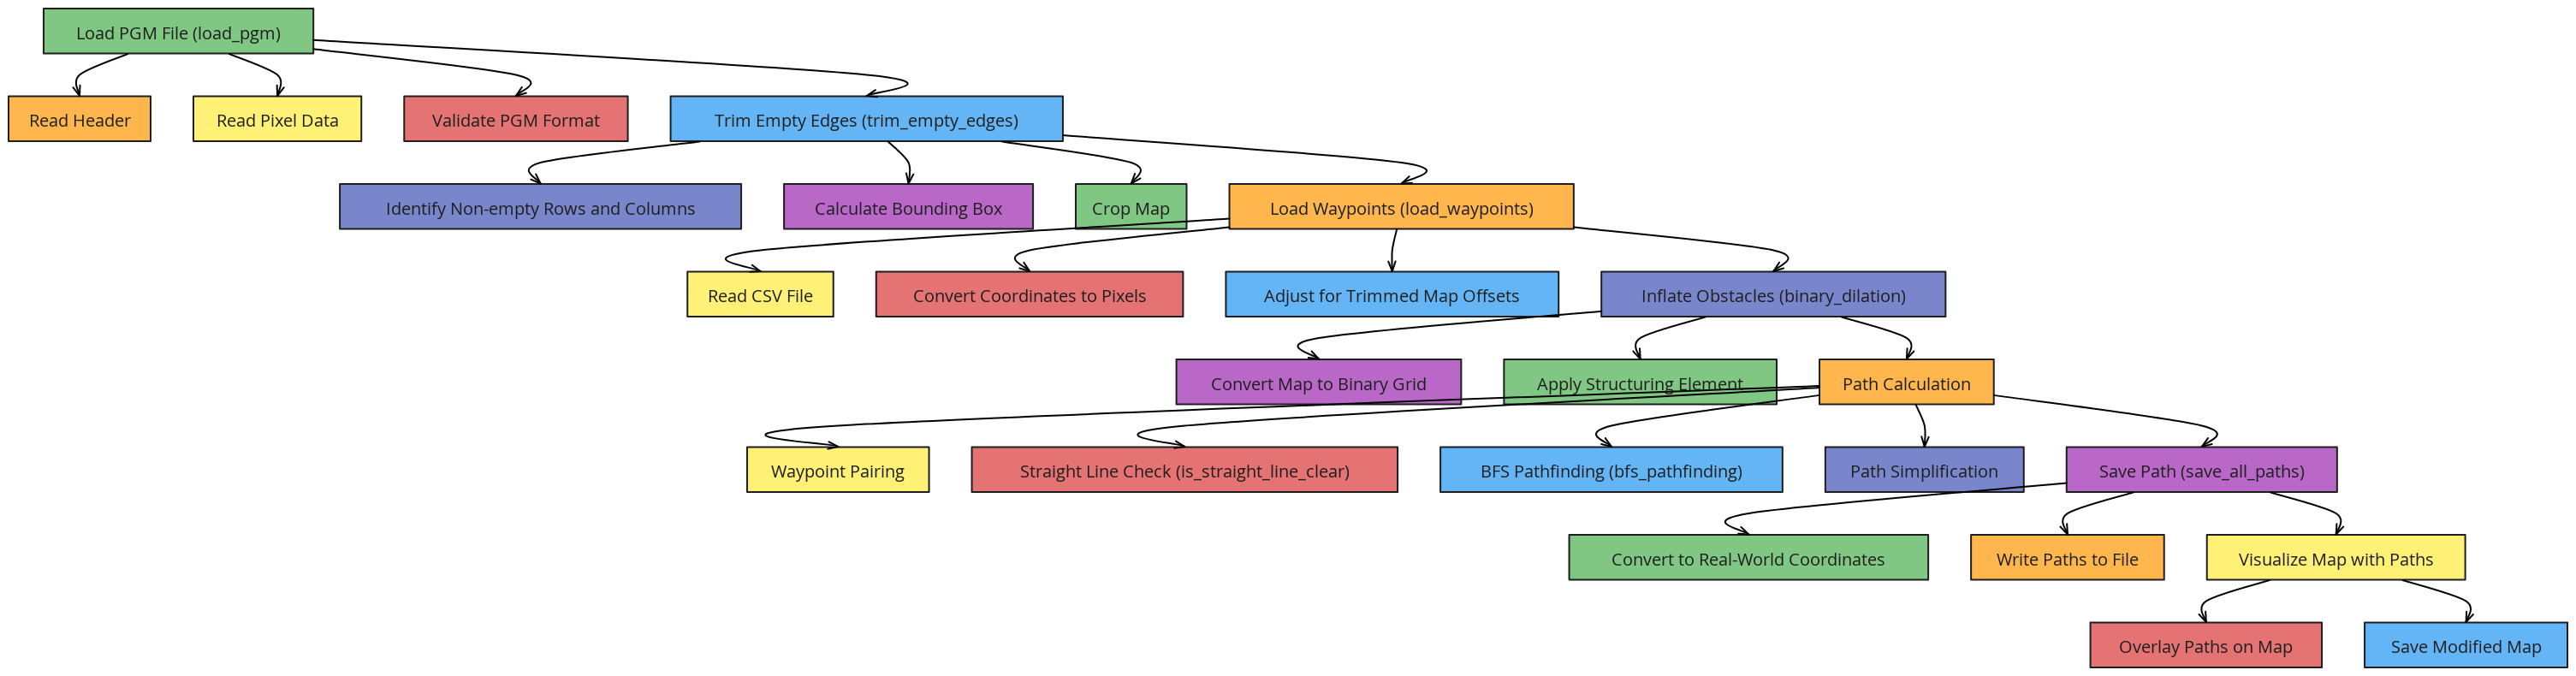 Load PGM File (load_pgm)
Read Header
Read Pixel Data
Validate PGM Format
Trim Empty Edges (trim_empty_edges)
Identify Non-empty Rows and Columns
Calculate Bounding Box
Crop Map
Load Waypoints (load_waypoints)
Read CSV File
Convert Coordinates to Pixels
Adjust for Trimmed Map Offsets
Inflate Obstacles (binary_dilation)
Convert Map to Binary Grid
Apply Structuring Element
Path Calculation
Waypoint Pairing
Straight Line Check (is_straight_line_clear)
BFS Pathfinding (bfs_pathfinding)
Path Simplification
Save Path (save_all_paths)
Convert to Real-World Coordinates
Write Paths to File
Visualize Map with Paths
Overlay Paths on Map
Save Modified Map